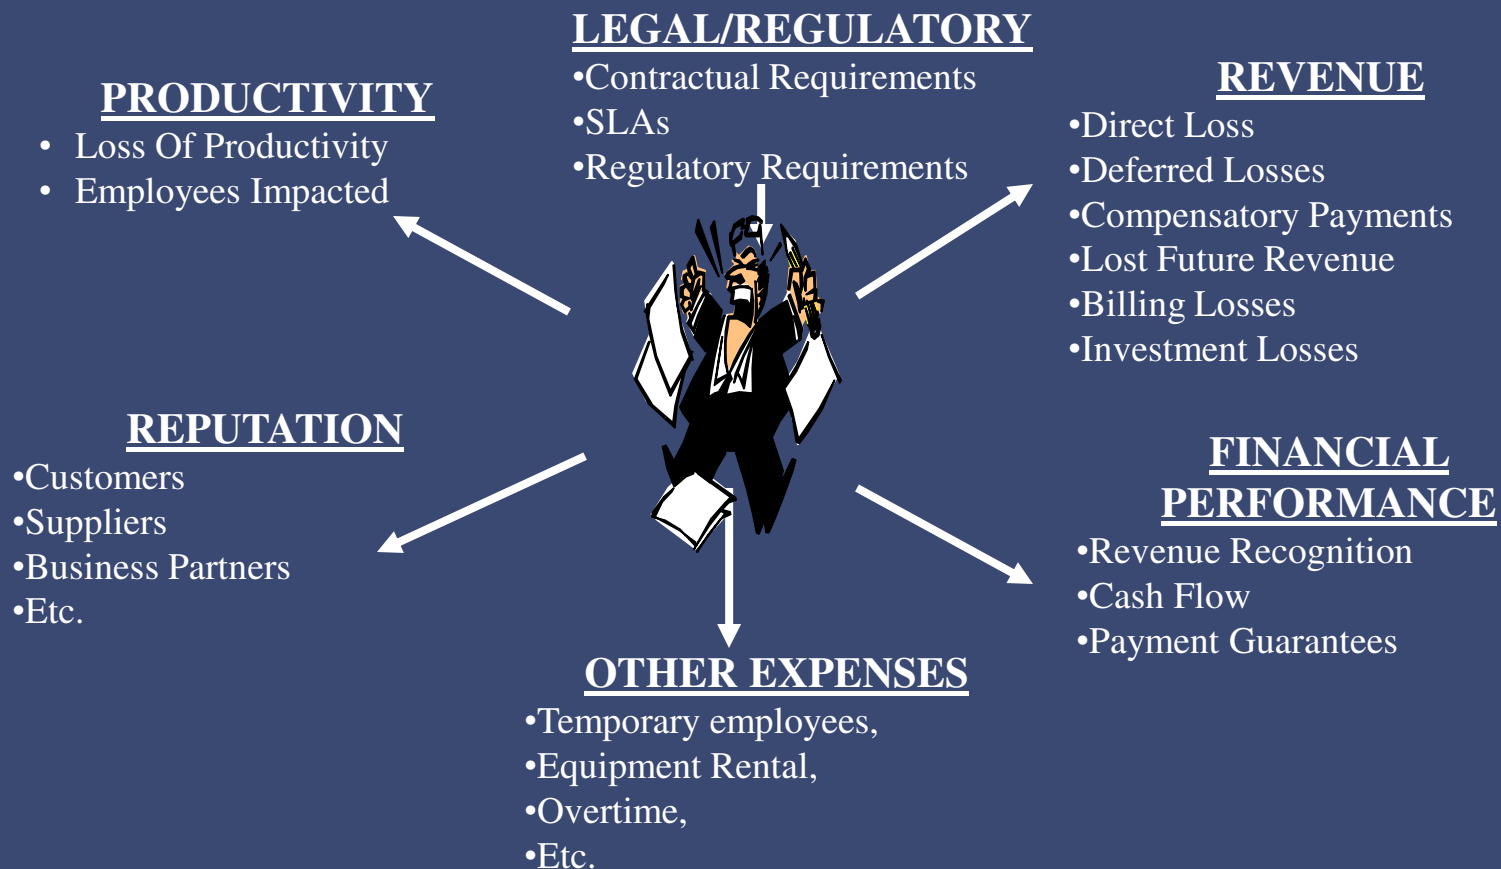 LEGAL/REGULATORY
•Contractual Requirements
•SLAs
•Regulatory Requirements
PRODUCTIVITY
• Loss Of Productivity
• Employees Impacted
REVENUE
•Direct Loss
•Deferred Losses
•Compensatory Payments
•Lost Future Revenue
•Billing Losses
•Investment Losses
REPUTATION
•Customers
•Suppliers
•Business Partners
•Etc.
FINANCIAL
PERFORMANCE
•Revenue Recognition
•Cash Flow
•Payment Guarantees
OTHER EXPENSES
•Temporary employees,
•Equipment Rental,
•Overtime,
•Etc.